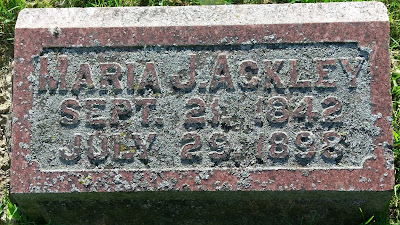 MARIA J. ACKLEY
SEPT. 21. 1842
JULY 29. 1893